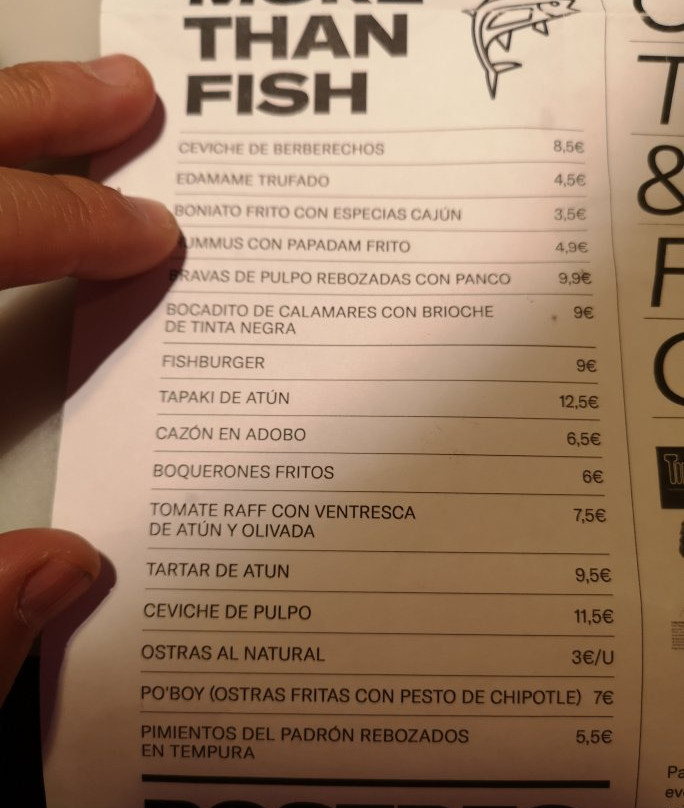 THAN
FISH
CEVICHE DE BERBERECHOS 8,5€
EDAMAME TRUFADO 4,5€
BONIATO FRITO CON ESPECIAS CAJÚN 3,5€
UMMUS CON PAPADAM FRITO 4,9€
BRAVAS DE PULPO REBOZADAS CON PANCO 9,9€
BOCADITO DE CALAMARES CON BRIOCHE 9€
DE TINTA NEGRA
FISHBURGER 9€
TAPAKI DE ATÚN 12,5€
CAZÓN EN ADOBO 6,5€
BOQUERONES FRITOS 6€
TOMATE RAFF CON VENTRESCA 7,5€
DE ATÚN Y OLIVADA
TARTAR DE ATUN 9,5€
CEVICHE DE PULPO 11,5€
OSTRAS AL NATURAL 3€/U
PO'BOY (OSTRAS FRITAS CON PESTO DE CHIPOTLE) 7€
PIMIENTOS DEL PADRÓN REBOZADOS 5,5€
EN TEMPURA
T
&
F
Pa
ev